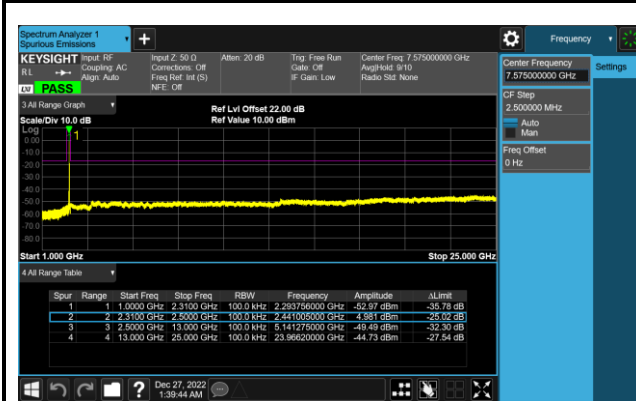 Spectrum Analyzer 1
Spurious Emissions
Frequency
KEYSIGHT Input: RF Input Z: 50 Ω Atten: 20 dB Trig: Free Run Center Freq: 7.575000000 GHz
RL Coupling: AC Corrections: Off Gate: Off Avg|Hold: 9/10
Align: Auto Freq Ref: Int (S) IF Gain: Low Radio Std: None
NFE: Off
LXI PASS
Center Frequency
7.575000000 GHz
Settings
CF Step
2.500000 MHz
Auto
Man
Freq Offset
0 Hz
3 All Range Graph
Ref Lvl Offset 22.00 dB
Scale/Div 10.0 dB Ref Value 10.00 dBm
Log
1
0.00
-10.0
-20.0
-30.0
-40.0
-50.0
-60.0
-70.0
-80.0
Start 1.000 GHz Stop 25.000 GHz
4 All Range Table
Spur Range Start Freq Stop Freq RBW Frequency Amplitude ΔLimit
1 1 1.0000 GHz 2.3100 GHz 100.0 kHz 2.293756000 GHz -52.97 dBm -35.78 dB
2 2 2.3100 GHz 2.5000 GHz 100.0 kHz 2.441005000 GHz 4.981 dBm -25.02 dB
3 3 2.5000 GHz 13.000 GHz 100.0 kHz 5.141275000 GHz -49.49 dBm -32.30 dB
4 4 13.000 GHz 25.000 GHz 100.0 kHz 23.96620000 GHz -44.73 dBm -27.54 dB
? Dec 27, 2022
1:39:44 AM